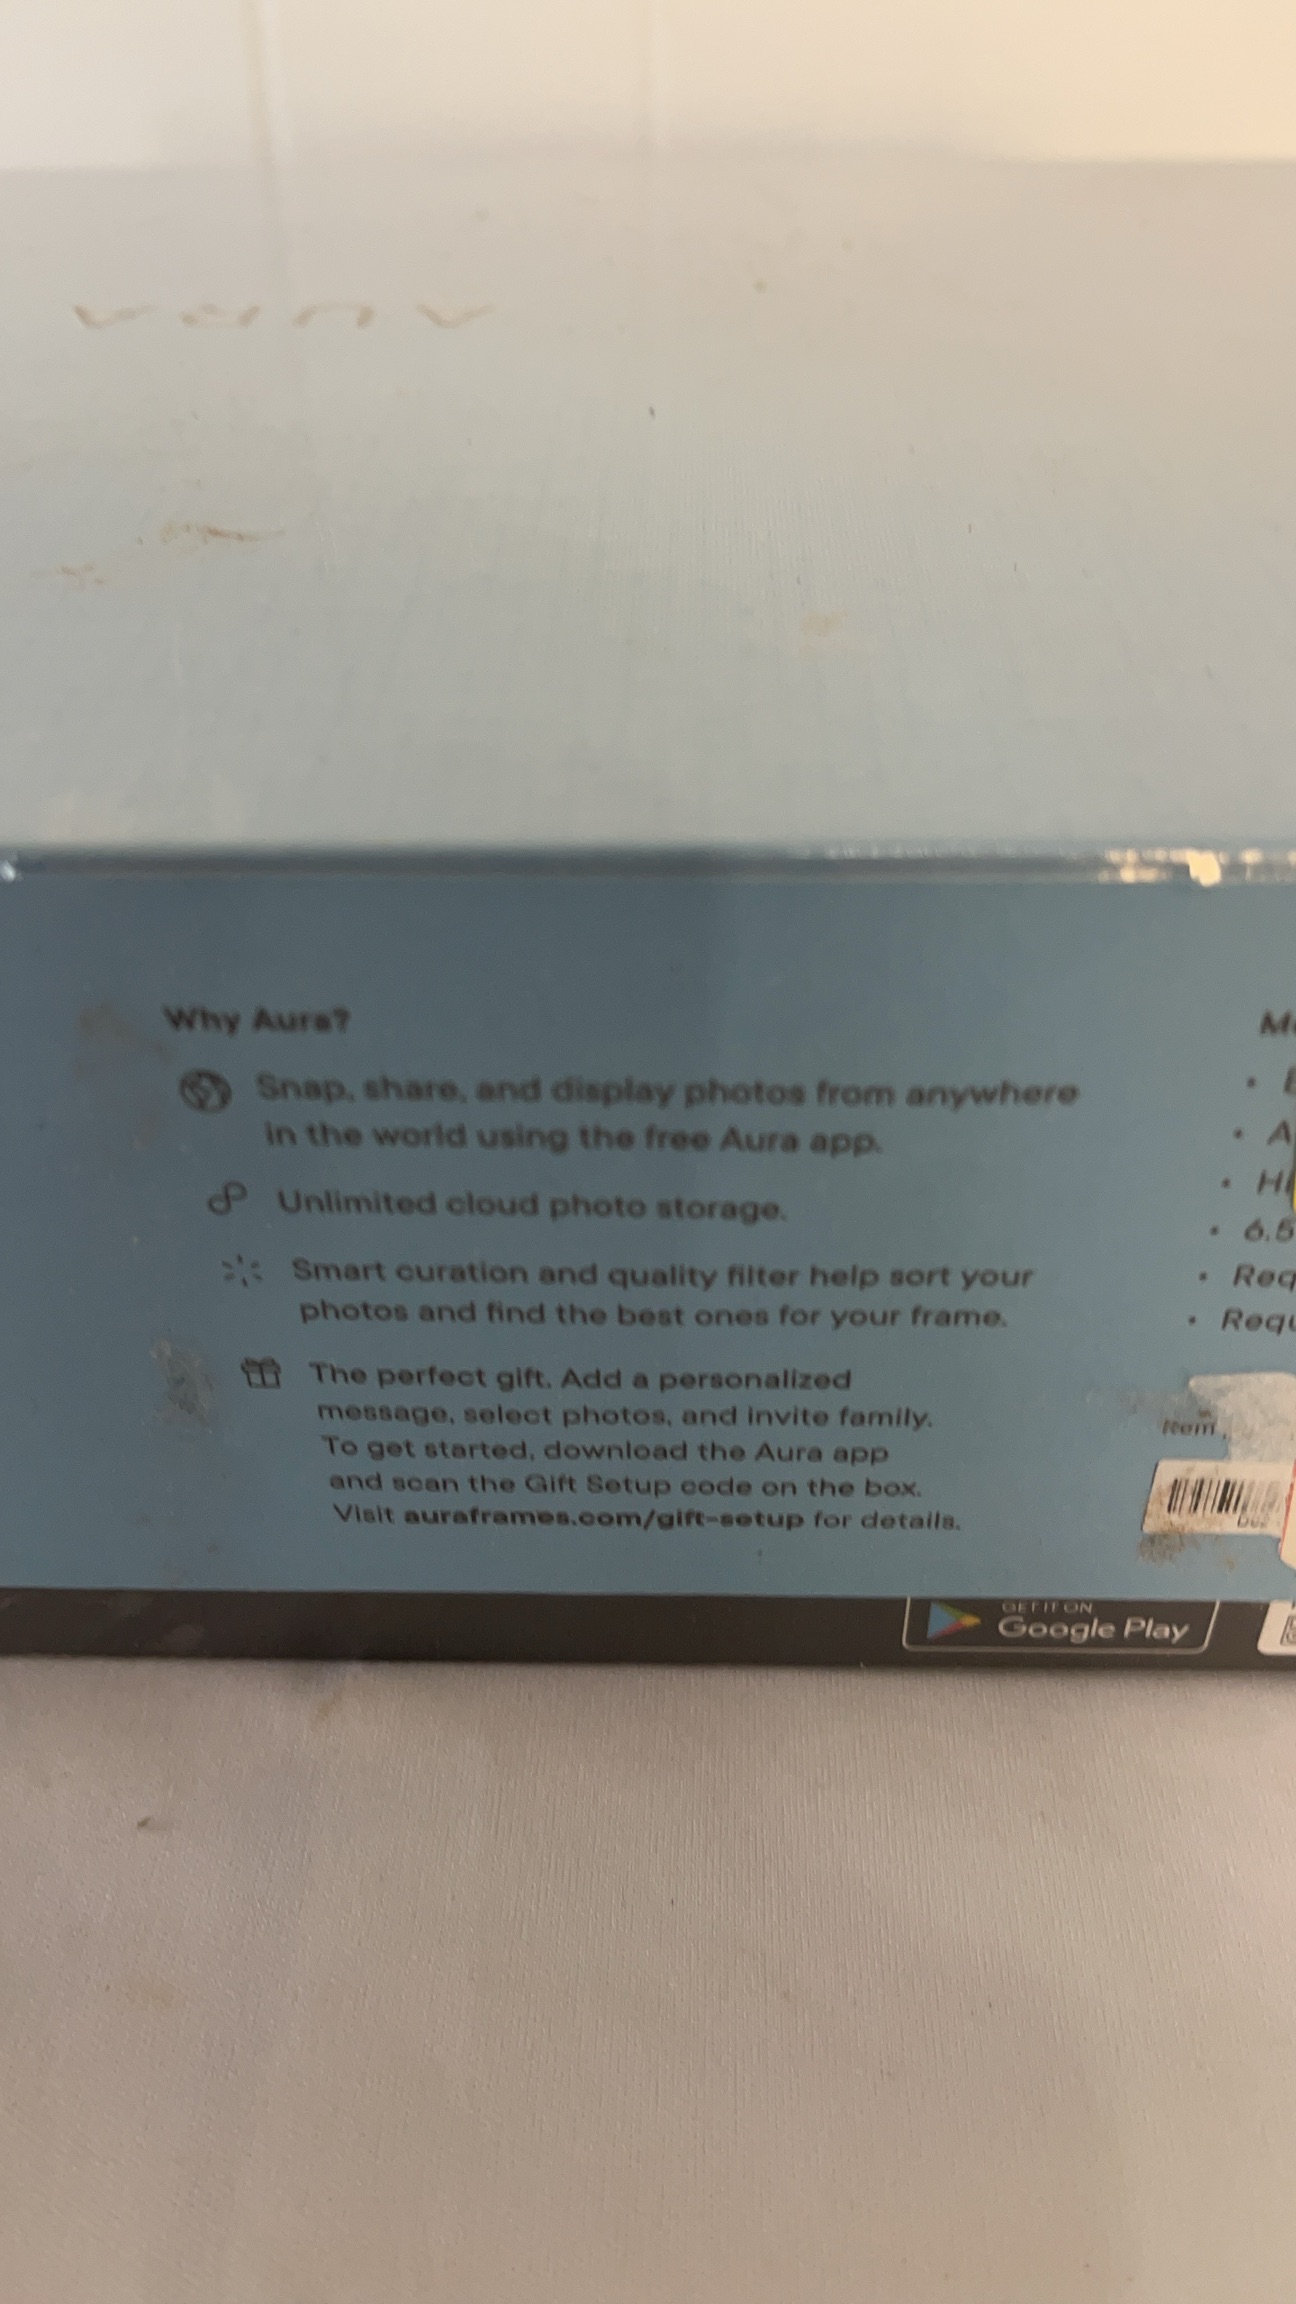 AURA
Why Aura?
Snap, share, and display photos from anywhere
in the world using the free Aura app.
Unlimited cloud photo storage.
Smart curation and quality filter help sort your
photos and find the best ones for your frame.
The perfect gift. Add a personalized
message, select photos, and invite family.
To get started, download the Aura app
and scan the Gift Setup code on the box.
Visit auraframes.com/gift-setup for details.
6.5
Item
GET IT ON
Google Play